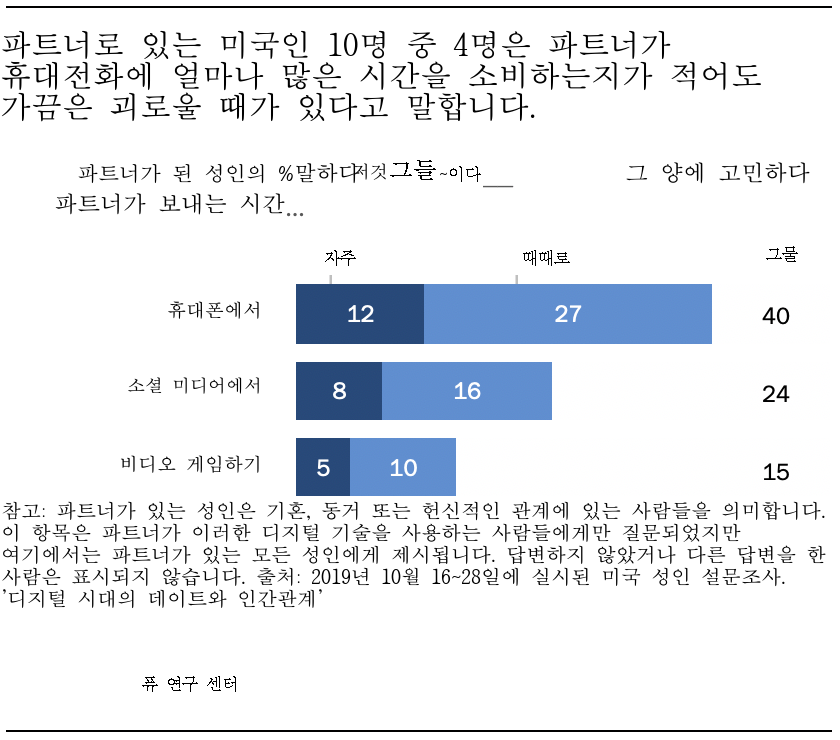 파트너로 있는 미국인 10명 중 4명은 파트너가
휴대전화에 얼마나 많은 시간을 소비하는지가 적어도
가끔은 괴로울 때가 있다고 말합니다.
파트너가 된 성인의 %말하다저것그들~이다___ 그 양에 고민하다
파트너가 보내는 시간...
자주 때때로 그물
휴대폰에서 12 27 40
소셜 미디어에서 8 16 24
비디오 게임하기 5 10 15
참고: 파트너가 있는 성인은 기혼, 동거 또는 헌신적인 관계에 있는 사람들을 의미합니다.
이 항목은 파트너가 이러한 디지털 기술을 사용하는 사람들에게만 질문되었지만
여기에서는 파트너가 있는 모든 성인에게 제시됩니다. 답변하지 않았거나 다른 답변을 한
사람은 표시되지 않습니다. 출처: 2019년 10월 16~28일에 실시된 미국 성인 설문조사.
'디지털 시대의 데이트와 인간관계'
퓨 연구 센터